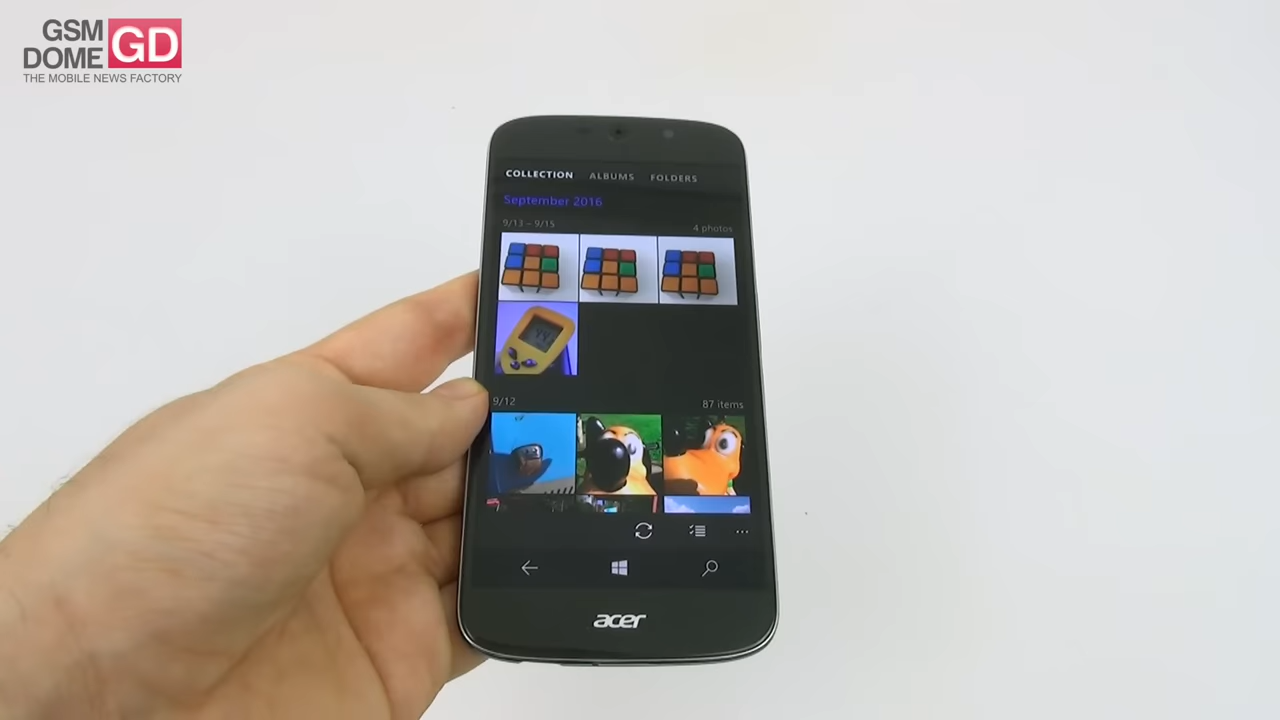 GSM
DOME GD
THE MOBILE NEWS FACTORY
COLLECTION ALBUMS FOLDERS
September 2016
9/13 – 9/15 4 photos
9/12 87 items
acer